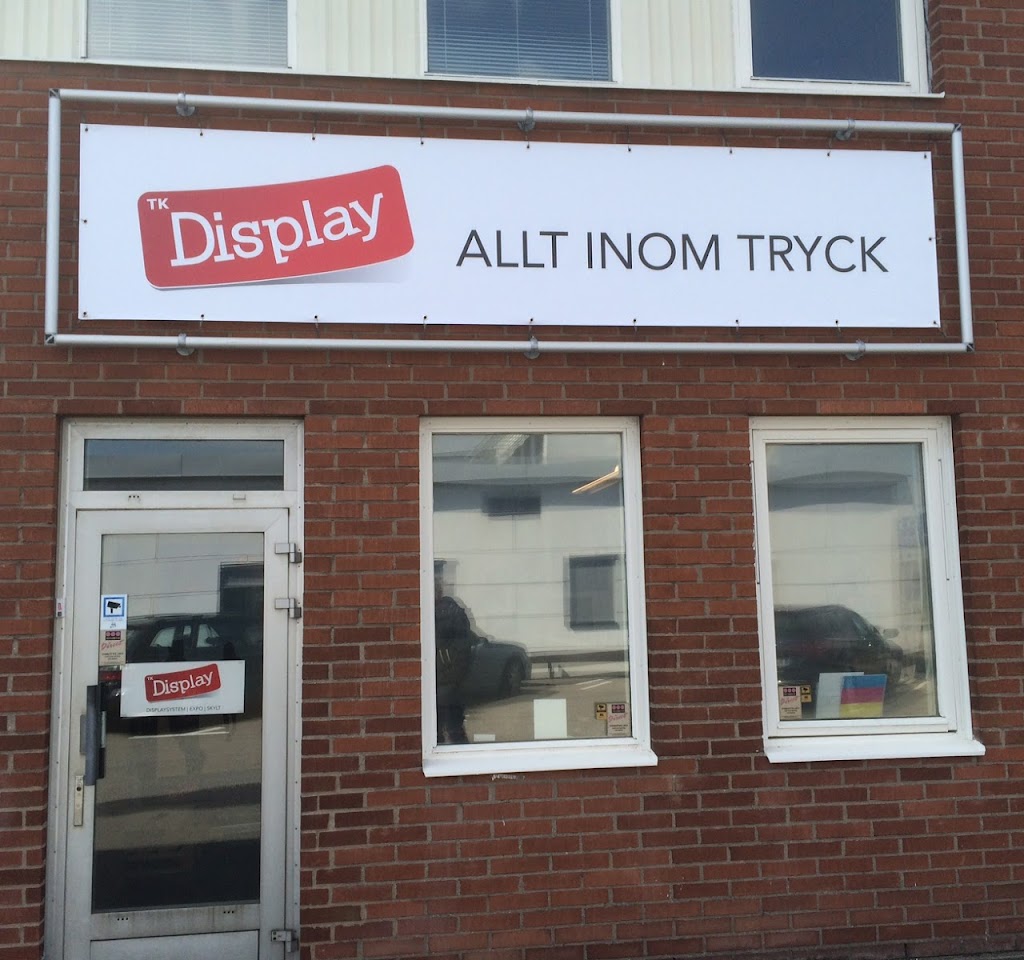 TK
Display
ALLT INOM TRYCK
TK
Display
DISPLAYSYSTEM | EXPO | SKYLT